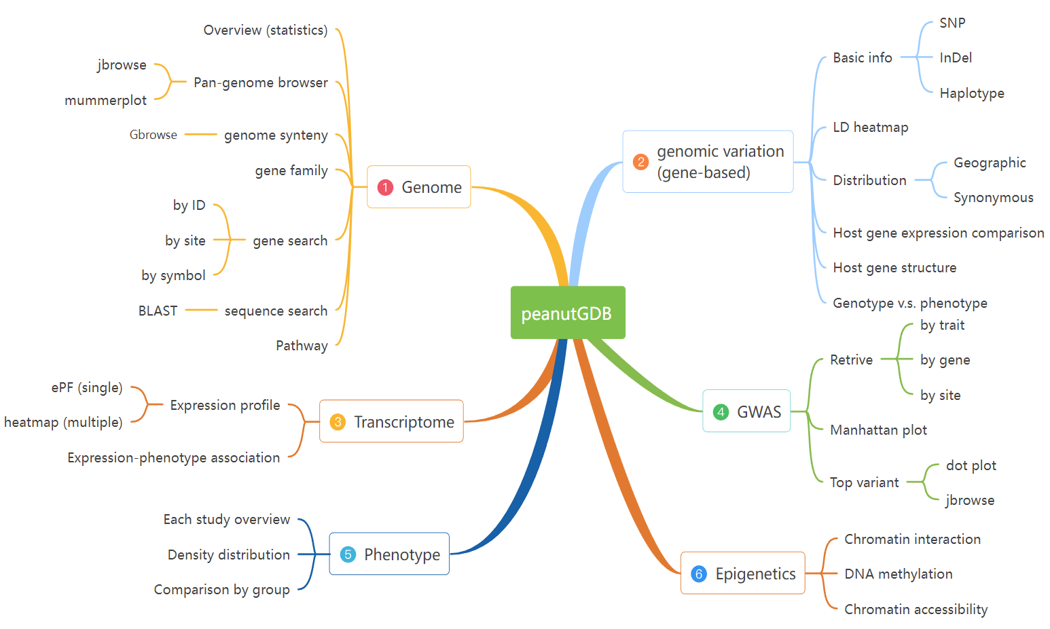 peanutGDB
1 Genome
Overview (statistics)
Pan-genome browser
jbrowse
mummerplot
genome synteny
Gbrowse
gene family
gene search
by ID
by site
by symbol
sequence search
BLAST
Pathway
2 genomic variation
(gene-based)
Basic info
SNP
InDel
Haplotype
LD heatmap
Distribution
Geographic
Synonymous
Host gene expression comparison
Host gene structure
Genotype v.s. phenotype
3 Transcriptome
Expression profile
ePF (single)
heatmap (multiple)
Expression-phenotype association
4 GWAS
Retrive
by trait
by gene
by site
Manhattan plot
Top variant
dot plot
jbrowse
5 Phenotype
Each study overview
Density distribution
Comparison by group
6 Epigenetics
Chromatin interaction
DNA methylation
Chromatin accessibility